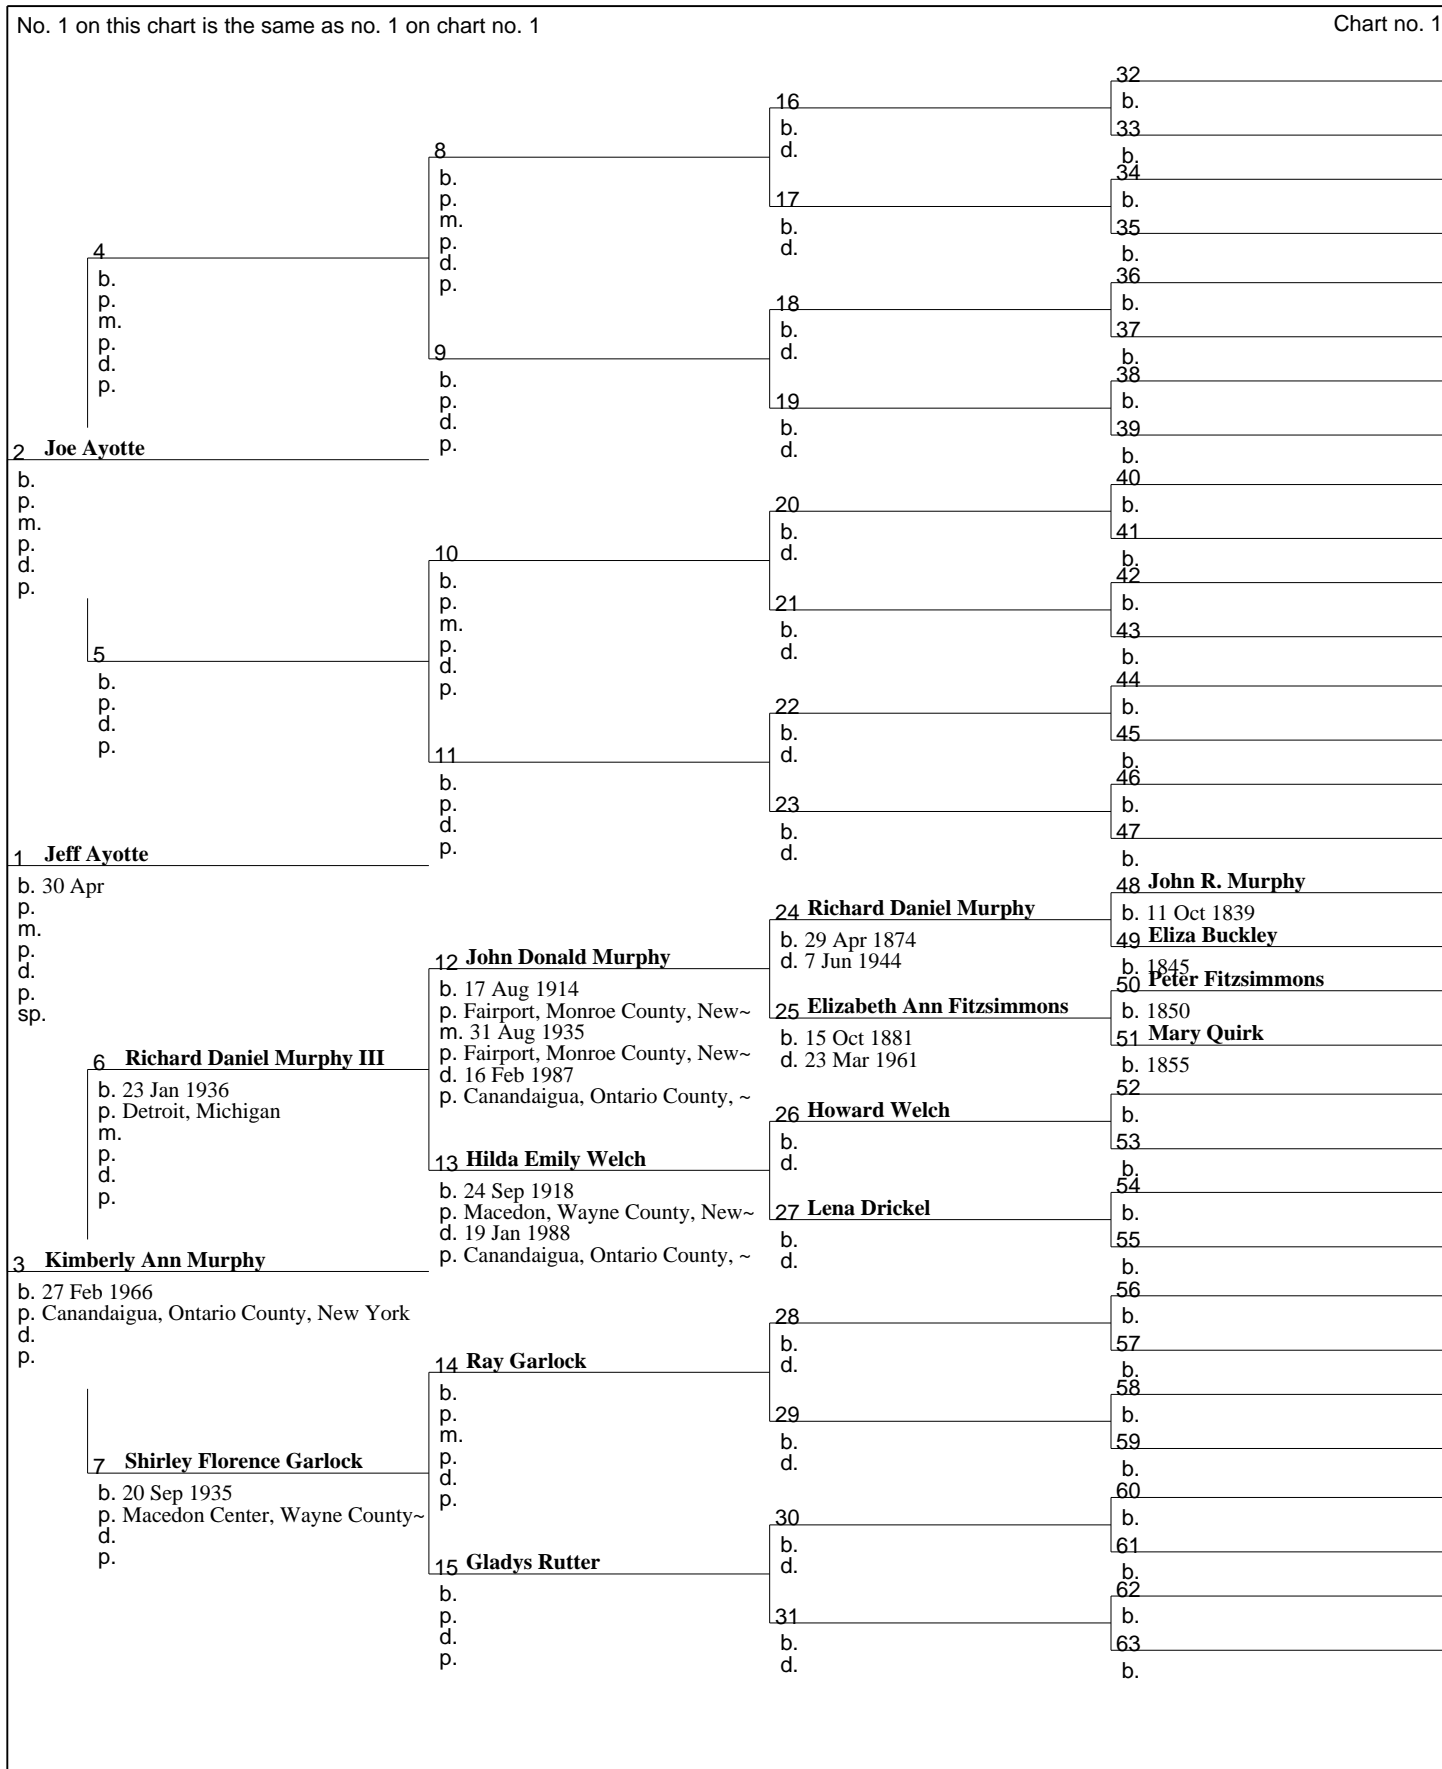 No. 1 on this chart is the same as no. 1 on chart no. 1
Chart no. 1
2 Joe Ayotte
b.
p.
m.
p.
d.
p.
1 Jeff Ayotte
b. 30 Apr
p.
m.
p.
d.
p.
sp.
3 Kimberly Ann Murphy
b. 27 Feb 1966
p. Canandaigua, Ontario County, New York
d.
p.
4
b.
p.
m.
p.
d.
p.
5
b.
p.
d.
p.
6 Richard Daniel Murphy III
b. 23 Jan 1936
p. Detroit, Michigan
m.
p.
d.
p.
7 Shirley Florence Garlock
b. 20 Sep 1935
p. Macedon Center, Wayne County~
d.
p.
8
b.
p.
m.
p.
d.
p.
9
b.
p.
d.
p.
10
b.
p.
m.
p.
d.
p.
11
b.
p.
d.
p.
12 John Donald Murphy
b. 17 Aug 1914
p. Fairport, Monroe County, New~
m. 31 Aug 1935
p. Fairport, Monroe County, New~
d. 16 Feb 1987
p. Canandaigua, Ontario County, ~
13 Hilda Emily Welch
b. 24 Sep 1918
p. Macedon, Wayne County, New~
d. 19 Jan 1988
p. Canandaigua, Ontario County, ~
14 Ray Garlock
b.
p.
m.
p.
d.
p.
15 Gladys Rutter
b.
p.
d.
p.
16
b.
d.
17
b.
d.
18
b.
d.
19
b.
d.
20
b.
d.
21
b.
d.
22
b.
d.
23
b.
d.
24 Richard Daniel Murphy
b. 29 Apr 1874
d. 7 Jun 1944
25 Elizabeth Ann Fitzsimmons
b. 15 Oct 1881
d. 23 Mar 1961
26 Howard Welch
b.
d.
27 Lena Drickel
b.
d.
28
b.
d.
29
b.
d.
30
b.
d.
31
b.
d.
32
b.
33
b.
34
b.
35
b.
36
b.
37
b.
38
b.
39
b.
40
b.
41
b.
42
b.
43
b.
44
b.
45
b.
46
b.
47
b.
48 John R. Murphy
b. 11 Oct 1839
49 Eliza Buckley
b. 1845
50 Peter Fitzsimmons
b. 1850
51 Mary Quirk
b. 1855
52
b.
53
b.
54
b.
55
b.
56
b.
57
b.
58
b.
59
b.
60
b.
61
b.
62
b.
63
b.